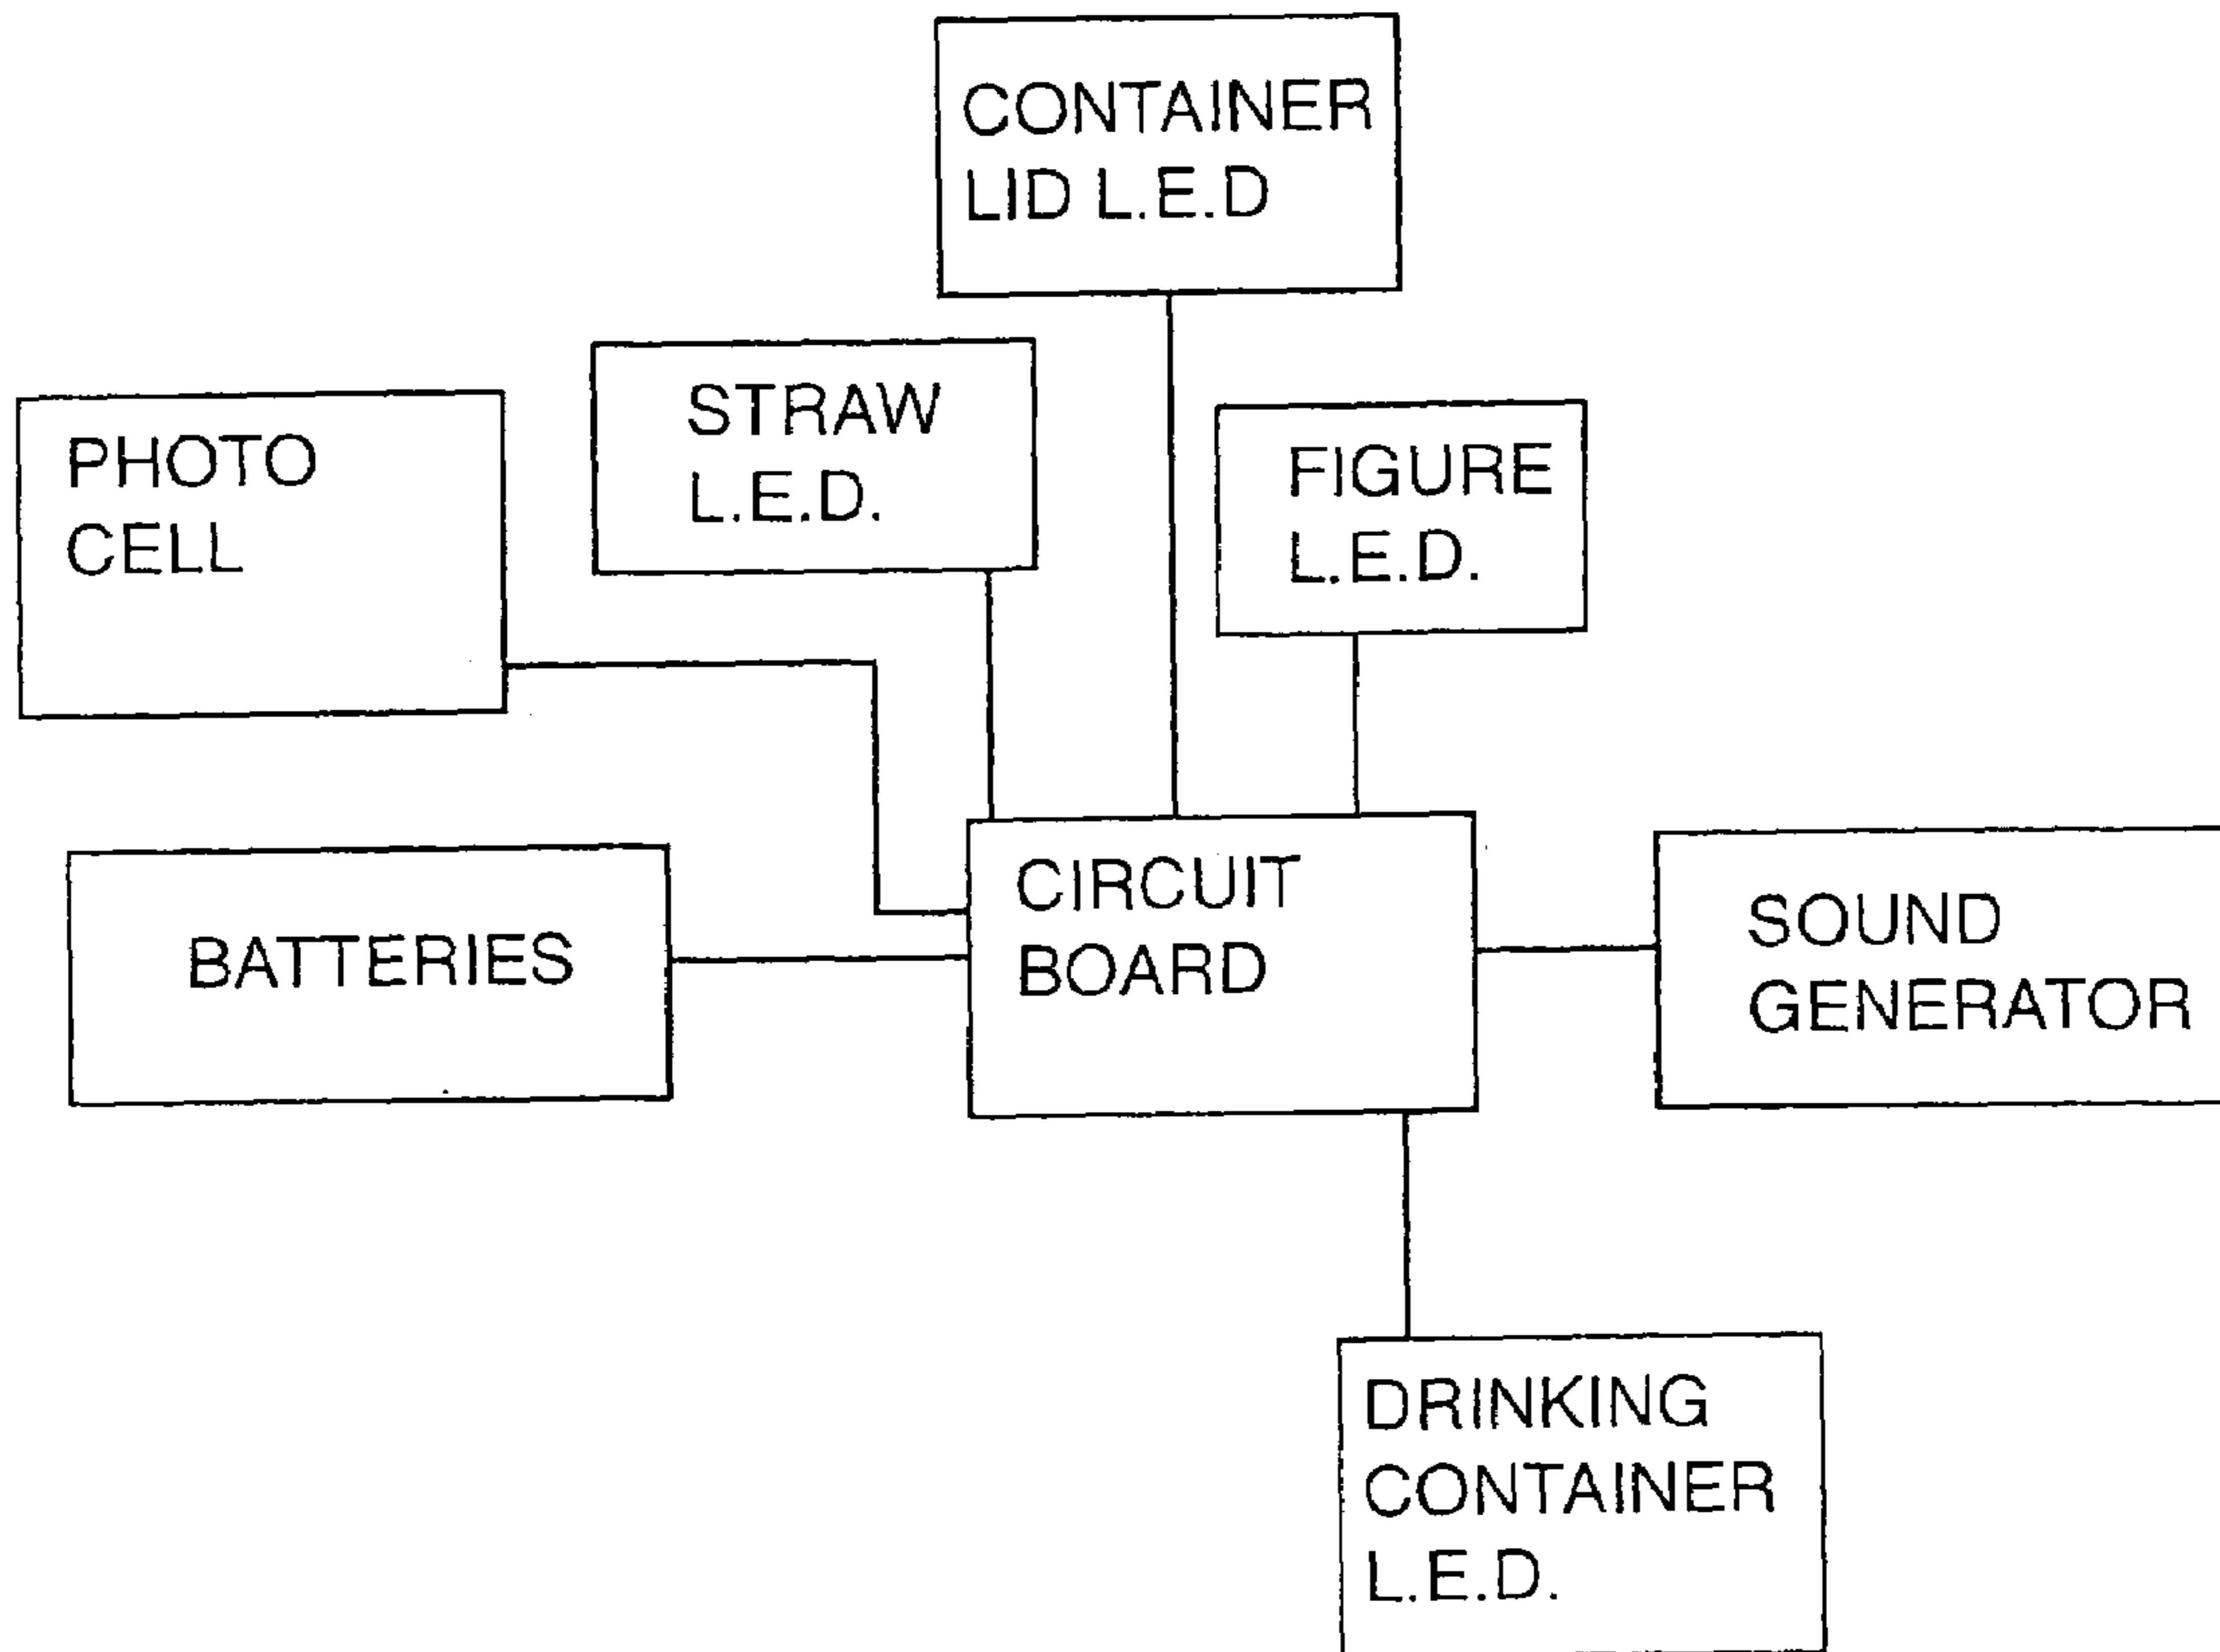 CONTAINER
LID L.E.D
STRAW
L.E.D.
PHOTO
CELL
FIGURE
L.E.D.
BATTERIES
CIRCUIT
BOARD
SOUND
GENERATOR
DRINKING
CONTAINER
L.E.D.